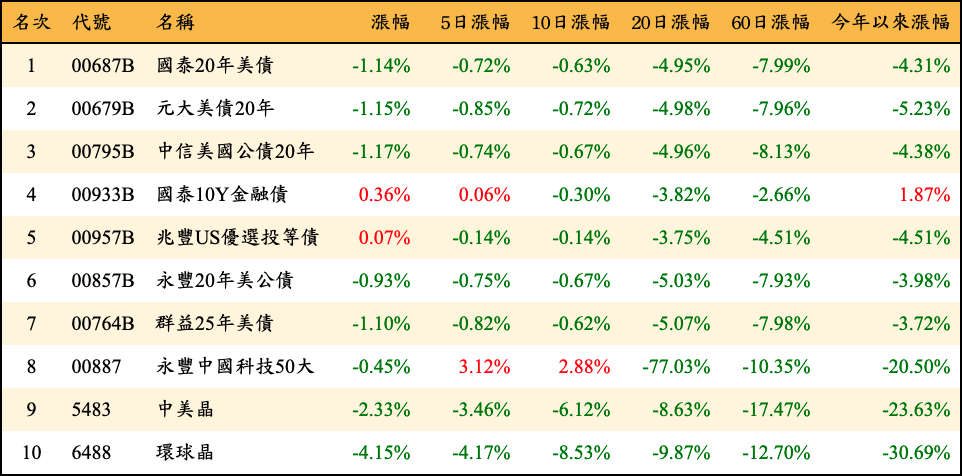 名次 代號 名稱 漲幅 5日漲幅 10日漲幅 20日漲幅 60日漲幅 今年以來漲幅
1 00687B 國泰20年美債 -1.14% -0.72% -0.63% -4.95% -7.99% -4.31%
2 00679B 元大美債20年 -1.15% -0.85% -0.72% -4.98% -7.96% -5.23%
3 00795B 中信美國公債20年 -1.17% -0.74% -0.67% -4.96% -8.13% -4.38%
4 00933B 國泰10Y金融債 0.36% 0.06% -0.30% -3.82% -2.66% 1.87%
5 00957B 兆豐US優選投等債 0.07% -0.14% -0.14% -3.75% -4.51% -4.51%
6 00857B 永豐20年美公債 -0.93% -0.75% -0.67% -5.03% -7.93% -3.98%
7 00764B 群益25年美債 -1.10% -0.82% -0.62% -5.07% -7.98% -3.72%
8 00887 永豐中國科技50大 -0.45% 3.12% 2.88% -77.03% -10.35% -20.50%
9 5483 中美晶 -2.33% -3.46% -6.12% -8.63% -17.47% -23.63%
10 6488 環球晶 -4.15% -4.17% -8.53% -9.87% -12.70% -30.69%